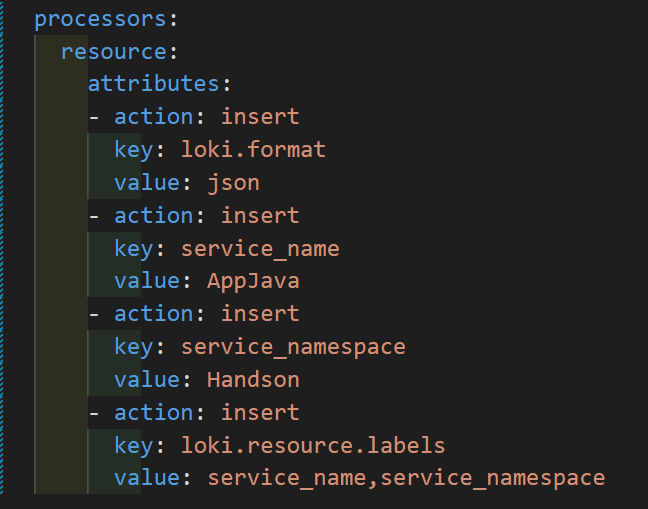 processors:
  resource:
    attributes:
    - action: insert
      key: loki.format
      value: json
    - action: insert
      key: service_name
      value: AppJava
    - action: insert
      key: service_namespace
      value: Handson
    - action: insert
      key: loki.resource.labels
      value: service_name,service_namespace